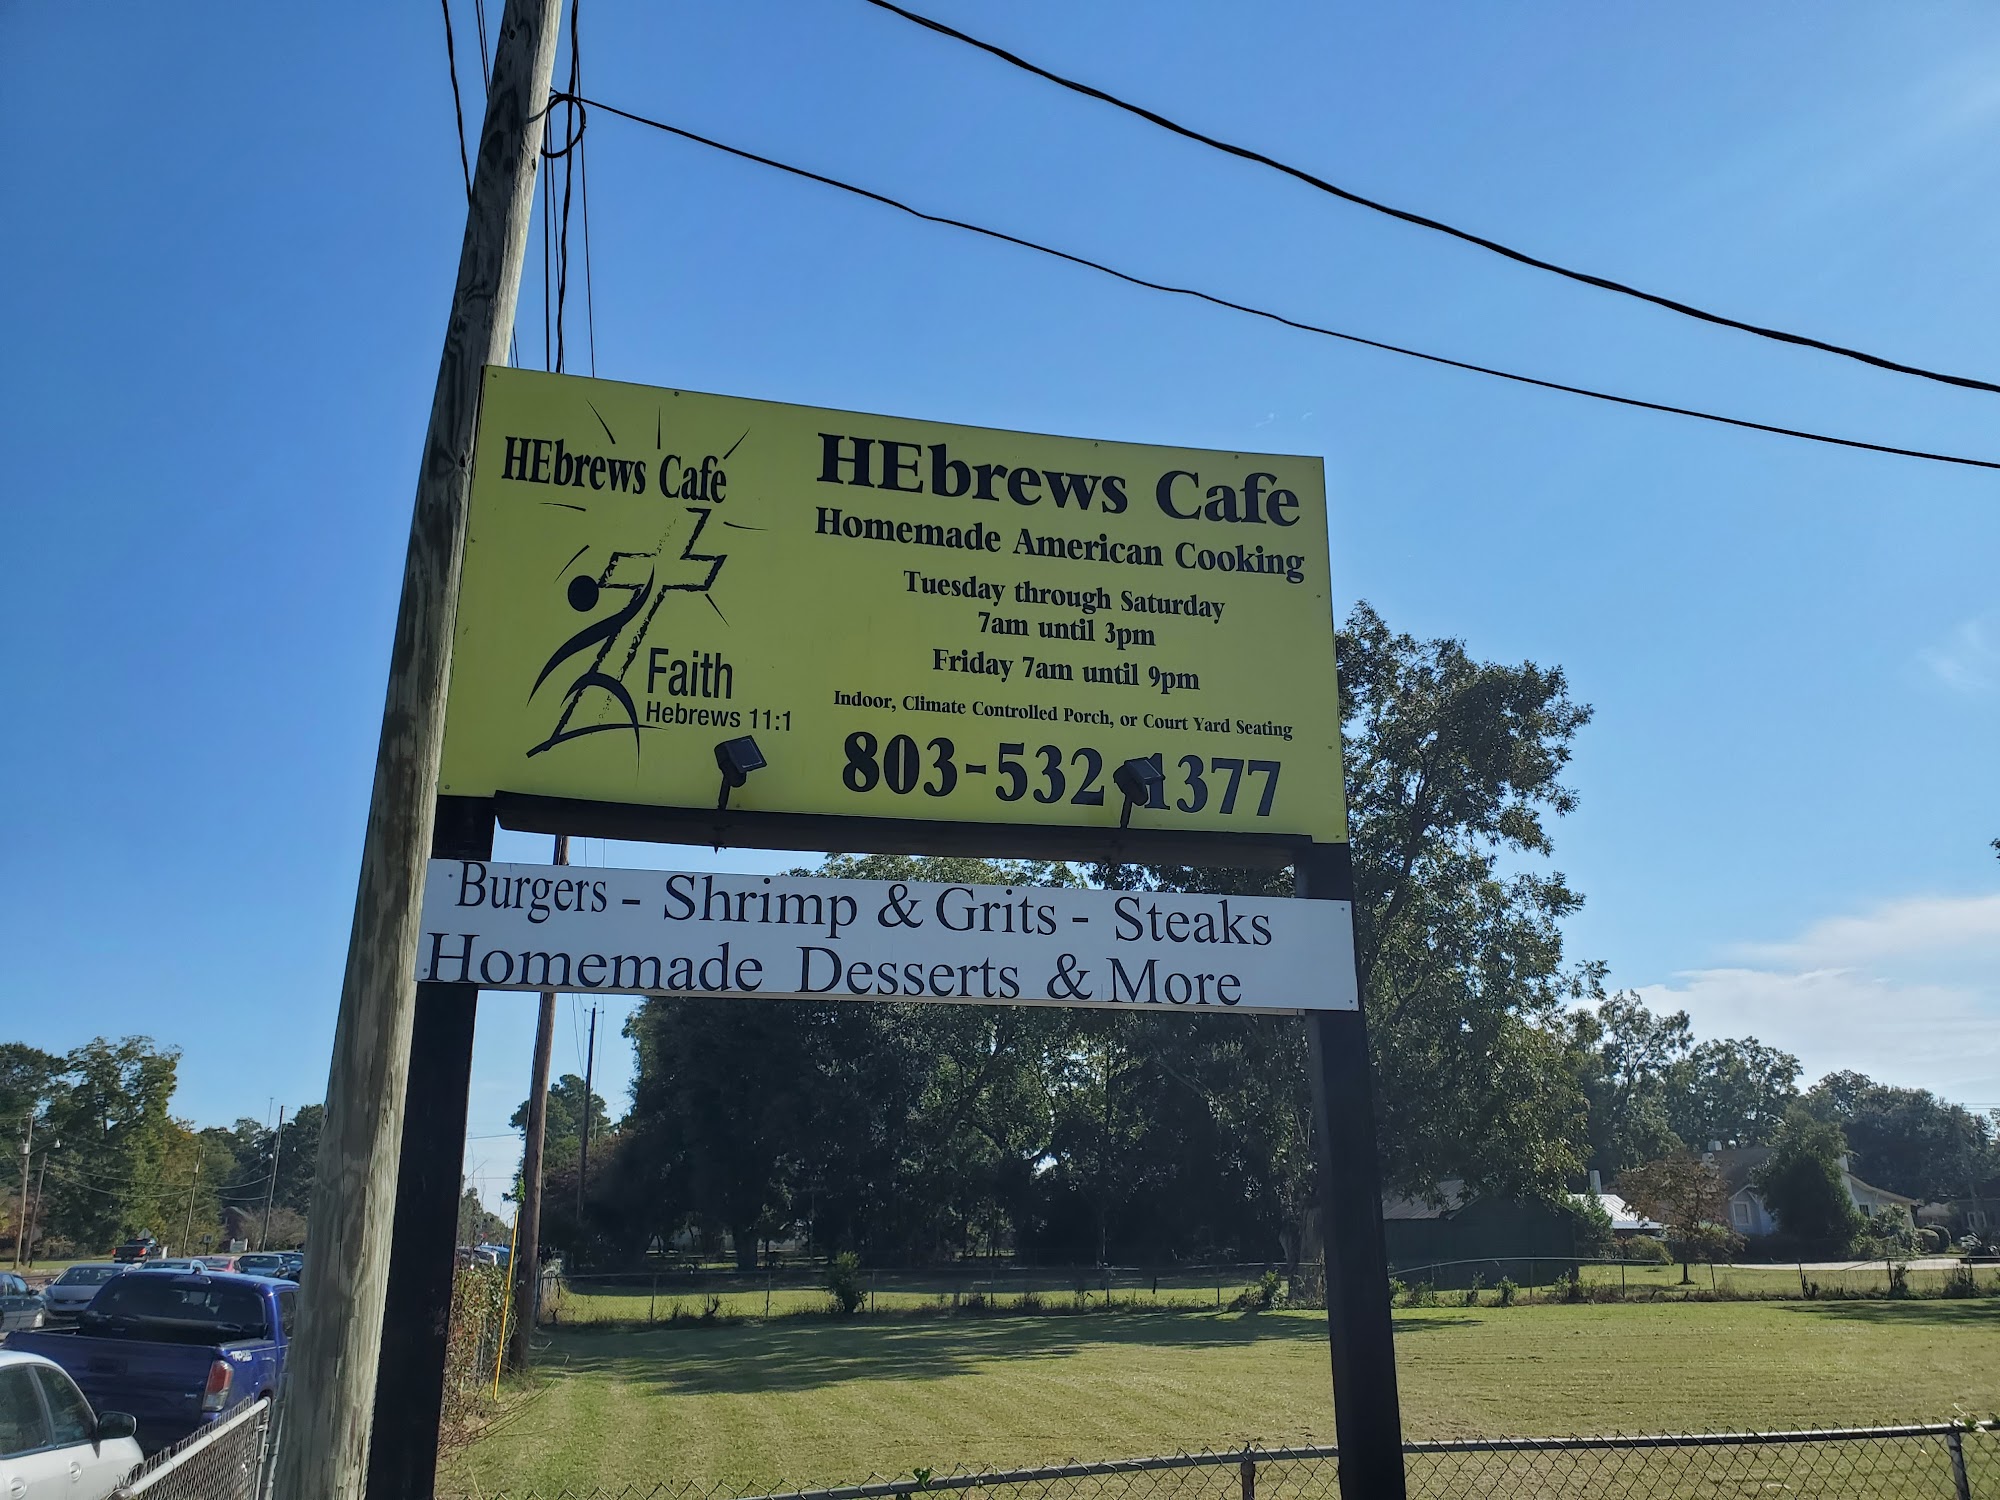 HEbrews Cafe
Faith
Hebrews 11:1
HEbrews Cafe
Homemade American Cooking
Tuesday through Saturday
7am until 3pm
Friday 7am until 9pm
Indoor, Climate Controlled Porch, or Court Yard Seating
803-532-1377
Burgers - Shrimp & Grits - Steaks
Homemade Desserts & More